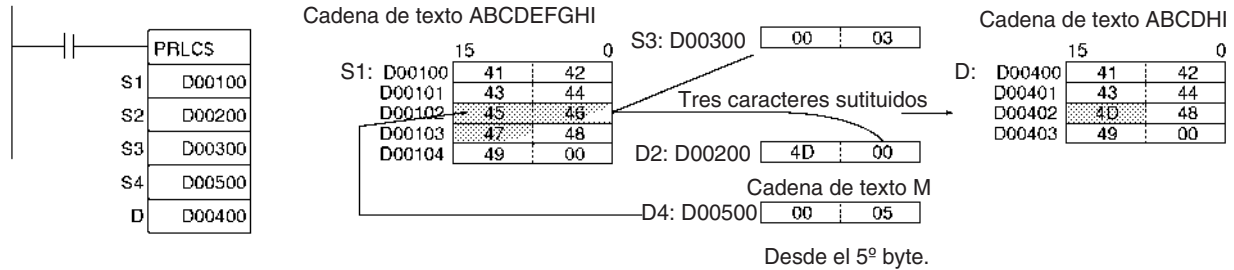 PRLCS
S1 D00100
S2 D00200
S3 D00300
S4 D00500
D D00400
Cadena de texto ABCDEFGHI
15 0
S1: D00100 41 42
D00101 43 44
D00102 45 46
D00103 47 48
D00104 49 00
S3: D00300 00 03
Tres caracteres sutituidos
D2: D00200 4D 00
Cadena de texto M
D4: D00500 00 05
Desde el 5º byte.
Cadena de texto ABCDHI
15 0
D: D00400 41 42
D00401 43 44
D00402 4D 48
D00403 49 00